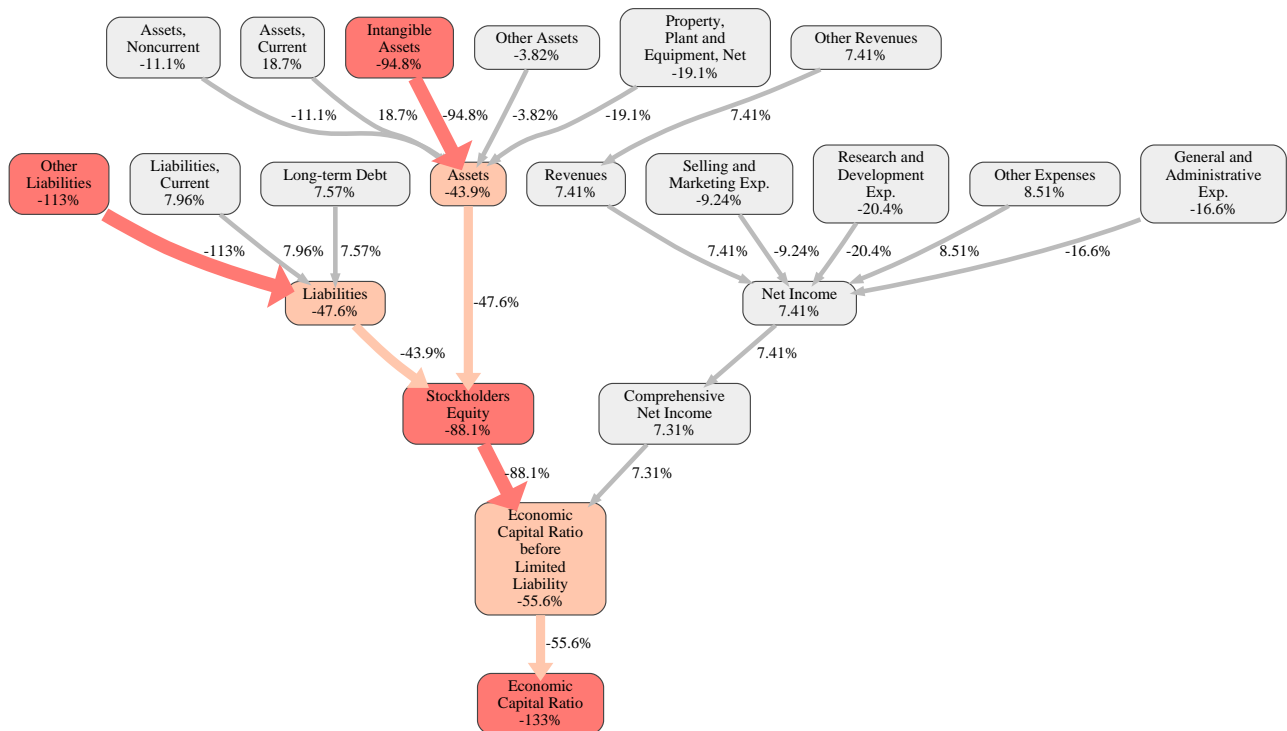 Assets,
Noncurrent
-11.1%
Assets,
Current
18.7%
Intangible
Assets
-94.8%
Other Assets
-3.82%
Property,
Plant and
Equipment, Net
-19.1%
Other Revenues
7.41%
-11.1%
18.7%
-94.8%
-3.82%
-19.1%
7.41%
Other
Liabilities
-113%
Liabilities,
Current
7.96%
Long-term Debt
7.57%
Assets
-43.9%
Revenues
7.41%
Selling and
Marketing Exp.
-9.24%
Research and
Development
Exp.
-20.4%
Other Expenses
8.51%
General and
Administrative
Exp.
-16.6%
-113%
7.96%
7.57%
7.41%
-9.24%
-20.4%
8.51%
-16.6%
Liabilities
-47.6%
-47.6%
Net Income
7.41%
-43.9%
7.41%
Stockholders
Equity
-88.1%
Comprehensive
Net Income
7.31%
-88.1%
7.31%
Economic
Capital Ratio
before
Limited
Liability
-55.6%
-55.6%
Economic
Capital Ratio
-133%